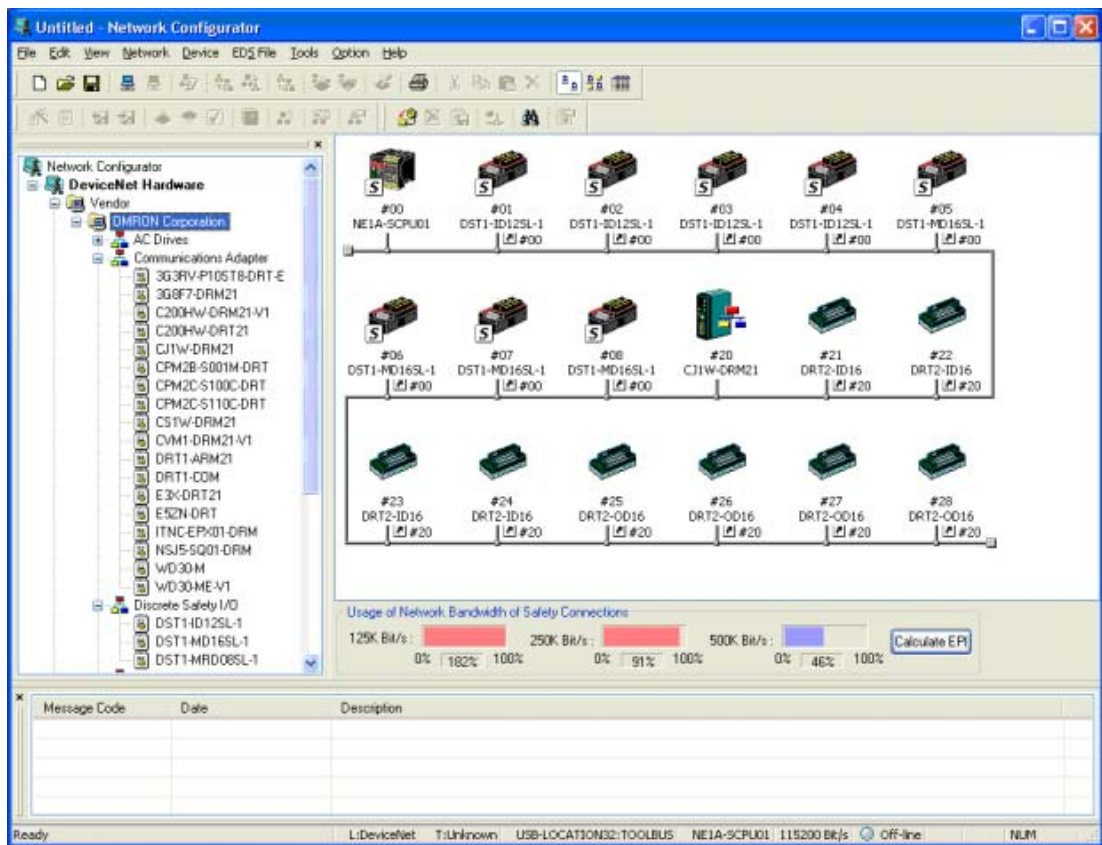 Untitled - Network Configurator
File Edit View Network Device EDS File Tools Option Help
Network Configurator
DeviceNet Hardware
Vendor
OMRON Corporation
AC Drives
Communications Adapter
3G3RV-P10ST8-DRT-E
3G8F7-DRM21
C200HW-DRM21-V1
C200HW-DRT21
CJ1W-DRM21
CPM2B-S001M-DRT
CPM2C-S100C-DRT
CPM2C-S110C-DRT
CS1W-DRM21
CVM1-DRM21-V1
DRT1-ARM21
DRT1-COM
E3X-DRT21
E5ZN-DRT
ITNC-EPX01-DRM
NSJ5-SQ01-DRM
WD30-M
WD30-ME-V1
Discrete Safety I/O
DST1-ID12SL-1
DST1-MD16SL-1
DST1-MRD08SL-1
S S S S S S
#00 #01 #02 #03 #04 #05
NE1A-SCPU01 DST1-ID12SL-1 DST1-ID12SL-1 DST1-ID12SL-1 DST1-ID12SL-1 DST1-MD16SL-1
#00 #00 #00 #00 #00
S S S
#06 #07 #08 #20 #21 #22
DST1-MD16SL-1 DST1-MD16SL-1 DST1-MD16SL-1 CJ1W-DRM21 DRT2-ID16 DRT2-ID16
#00 #00 #00 #20 #20
#23 #24 #25 #26 #27 #28
DRT2-ID16 DRT2-ID16 DRT2-OD16 DRT2-OD16 DRT2-OD16 DRT2-OD16
#20 #20 #20 #20 #20 #20
Usage of Network Bandwidth of Safety Connections
125K Bit/s : 250K Bit/s : 500K Bit/s : Calculate EPI
0% 182% 100% 0% 91% 100% 0% 46% 100%
Message Code Date Description
Ready L:DeviceNet T:Unknown USB-LOCATION32:TOOLBUS NE1A-SCPU01 115200 Bit/s Off-line NUM